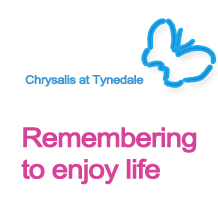 Chrysalis at Tynedale
Remembering
to enjoy life